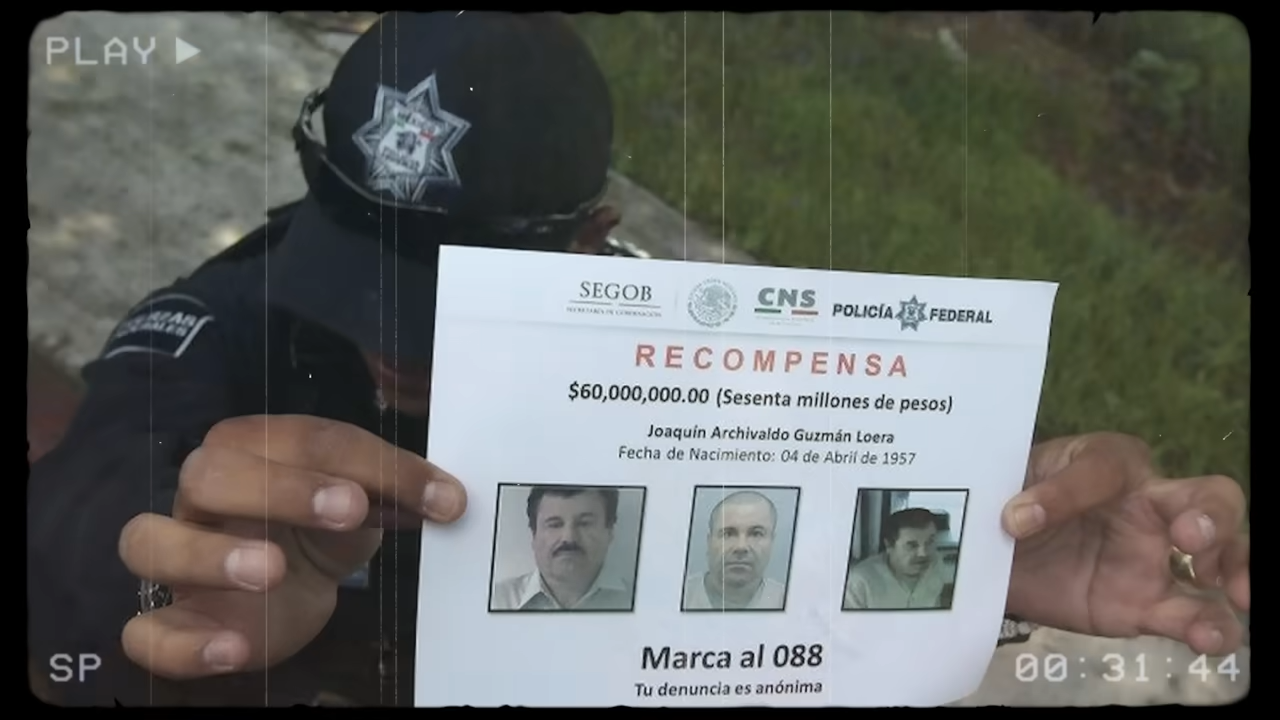 PLAY
SEGOB
SECRETARÍA DE GOBERNACIÓN
CNS
POLICÍA FEDERAL
RECOMPENSA
$60,000,000.00 (Sesenta millones de pesos)
Joaquín Archivaldo Guzmán Loera
Fecha de Nacimiento: 04 de Abril de 1957
Marca al 088
Tu denuncia es anónima
SP
00:31:44